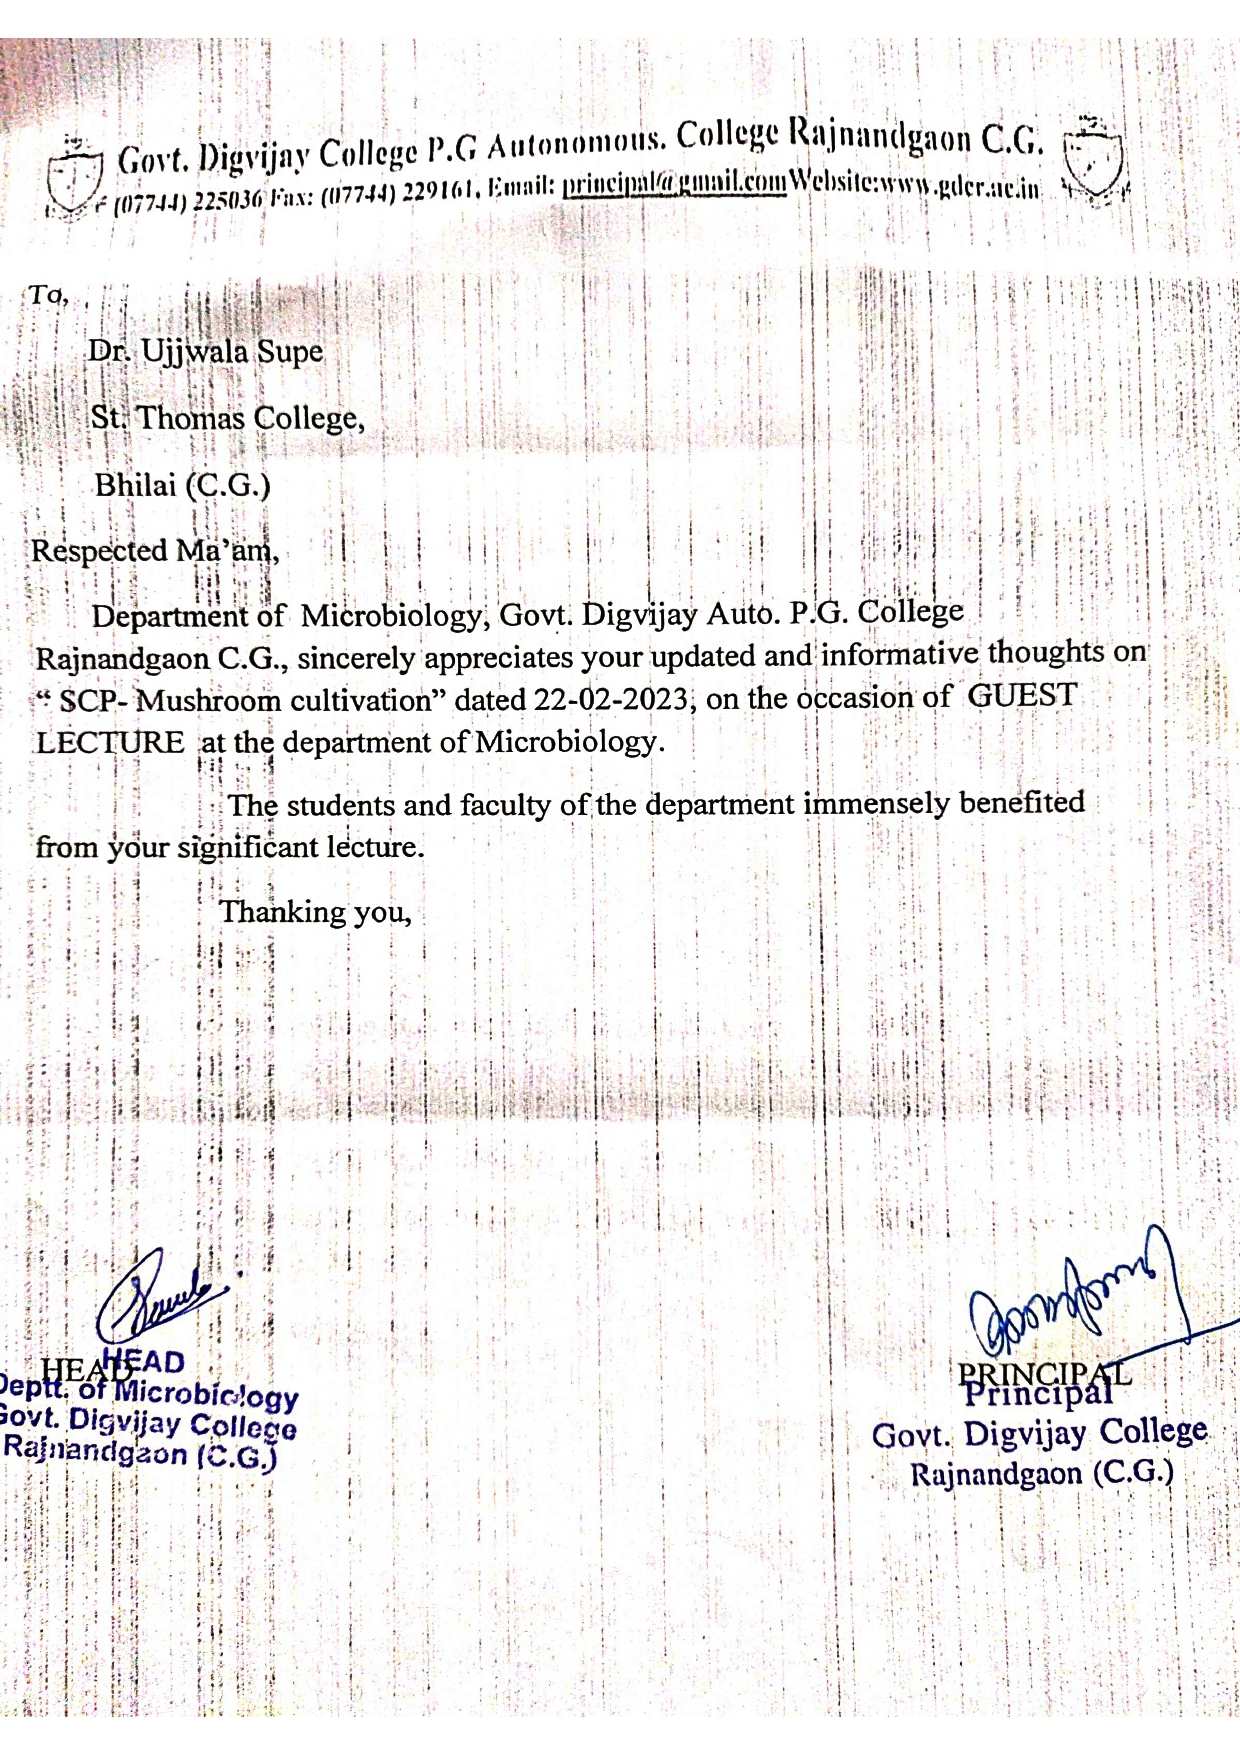 Govt. Digvijay College P.G Autonomous. College Rajnandgaon C.G.
(07744) 225036 Fax: (07744) 229161, Email: principal@gmail.comWebsite:www.gdcr.ac.in
To,
Dr. Ujjwala Supe
St. Thomas College,
Bhilai (C.G.)
Respected Ma’am,
Department of Microbiology, Govt. Digvijay Auto. P.G. College
Rajnandgaon C.G., sincerely appreciates your updated and informative thoughts on
“ SCP- Mushroom cultivation” dated 22-02-2023, on the occasion of GUEST
LECTURE at the department of Microbiology.
The students and faculty of the department immensely benefited
from your significant lecture.
Thanking you,
HEAD
HEAD
Deptt. of Microbiology
Govt. Digvijay College
Rajnandgaon (C.G.)
PRINCIPAL
Principal
Govt. Digvijay College
Rajnandgaon (C.G.)